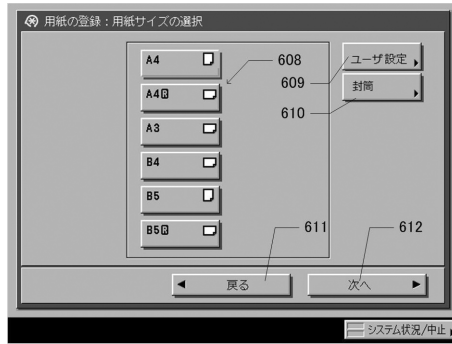 用紙の登録：用紙サイズの選択
A4
608
ユーザ設定
A4R
609
封筒
610
A3
B4
B5
B5R
611
612
戻る
次へ
システム状況/中止